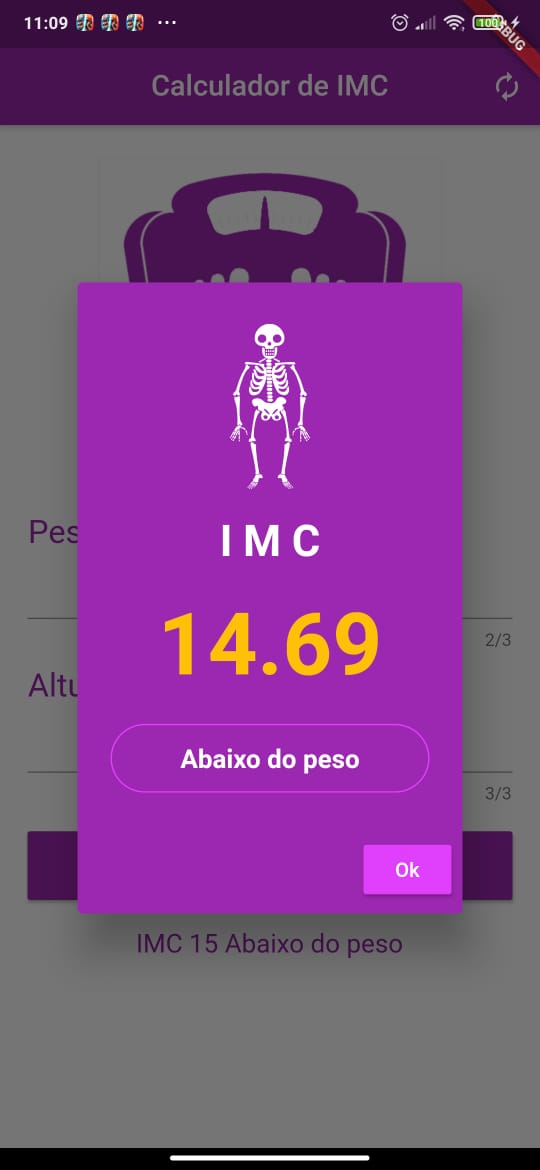 11:09
100
DEBUG
Calculador de IMC
I M C
14.69
Abaixo do peso
Ok
Pes
2/3
Altu
3/3
IMC 15 Abaixo do peso